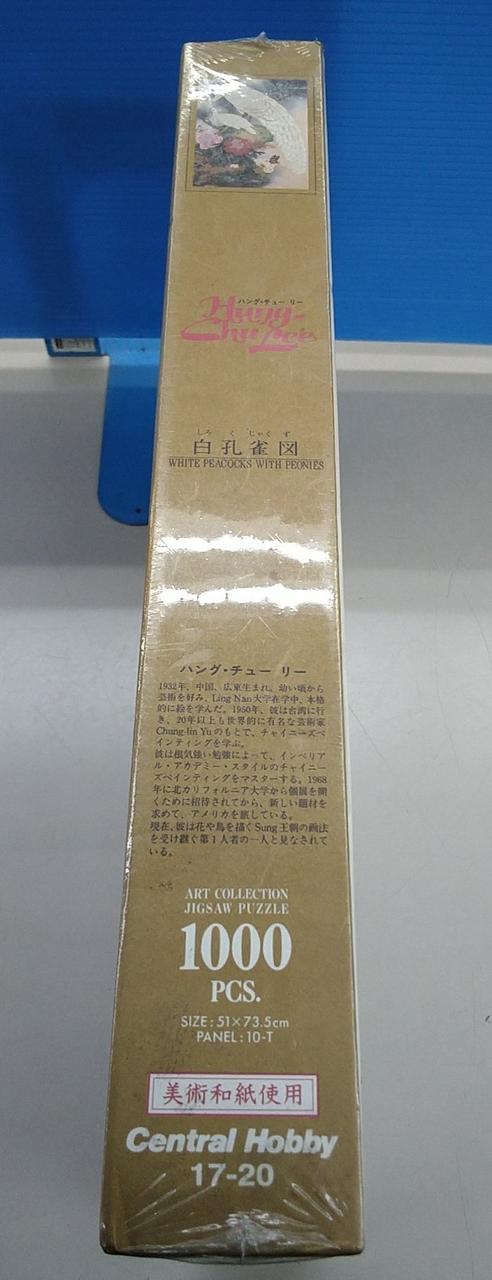 ハング・チュー リー
Hung-
Chu Lee's
しろ く じゃく ず
白孔雀図
WHITE PEACOCKS WITH PEONIES
ハング・チュー リー
1932年、中国、広東生まれ。幼い頃から
芸術を好み、Ling Nan大学在学中、本格
的に絵を学んだ。1950年、彼は台湾に行
き、20年以上も世界的に有名な芸術家
Chung-lin Yuのもとで、チャイニーズペ
インティングを学ぶ。
彼は根気強い勉強によって、インペリア
ル・アカデミー・スタイルのチャイニー
ズペインティングをマスターする。1968
年に北カリフォルニア大学から個展を開
くために招待されてから、新しい題材を
求めて、アメリカを旅している。
現在、彼は花や鳥を描くSung王朝の画法
を受け継ぐ第1人者の一人と見なされて
いる。
ART COLLECTION
JIGSAW PUZZLE
1000
PCS.
SIZE : 51×73.5cm
PANEL : 10-T
美術和紙使用
Central Hobby
17-20